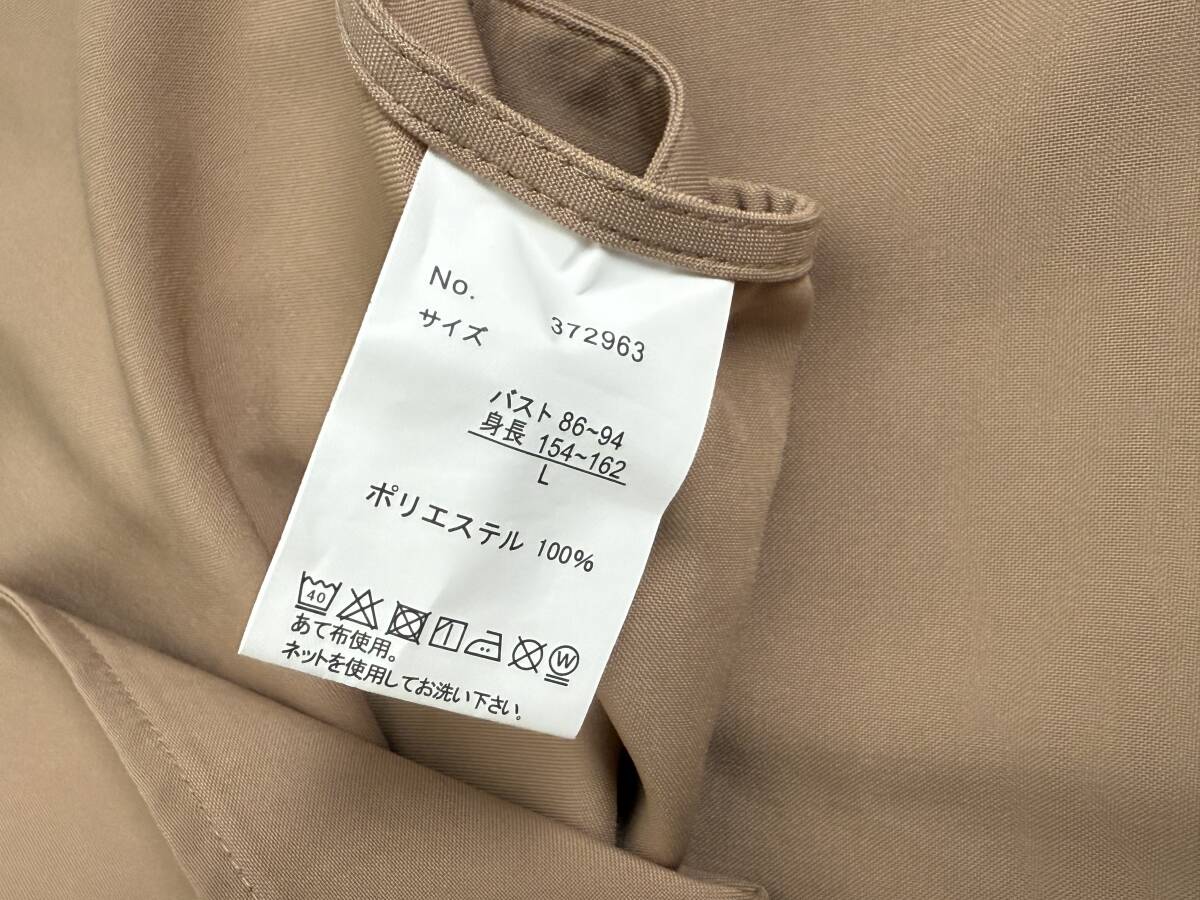 No. 372963
サイズ
バスト 86~94
身長 154~162
L
ポリエステル 100%
40
W
あて布使用。
ネットを使用してお洗い下さい。